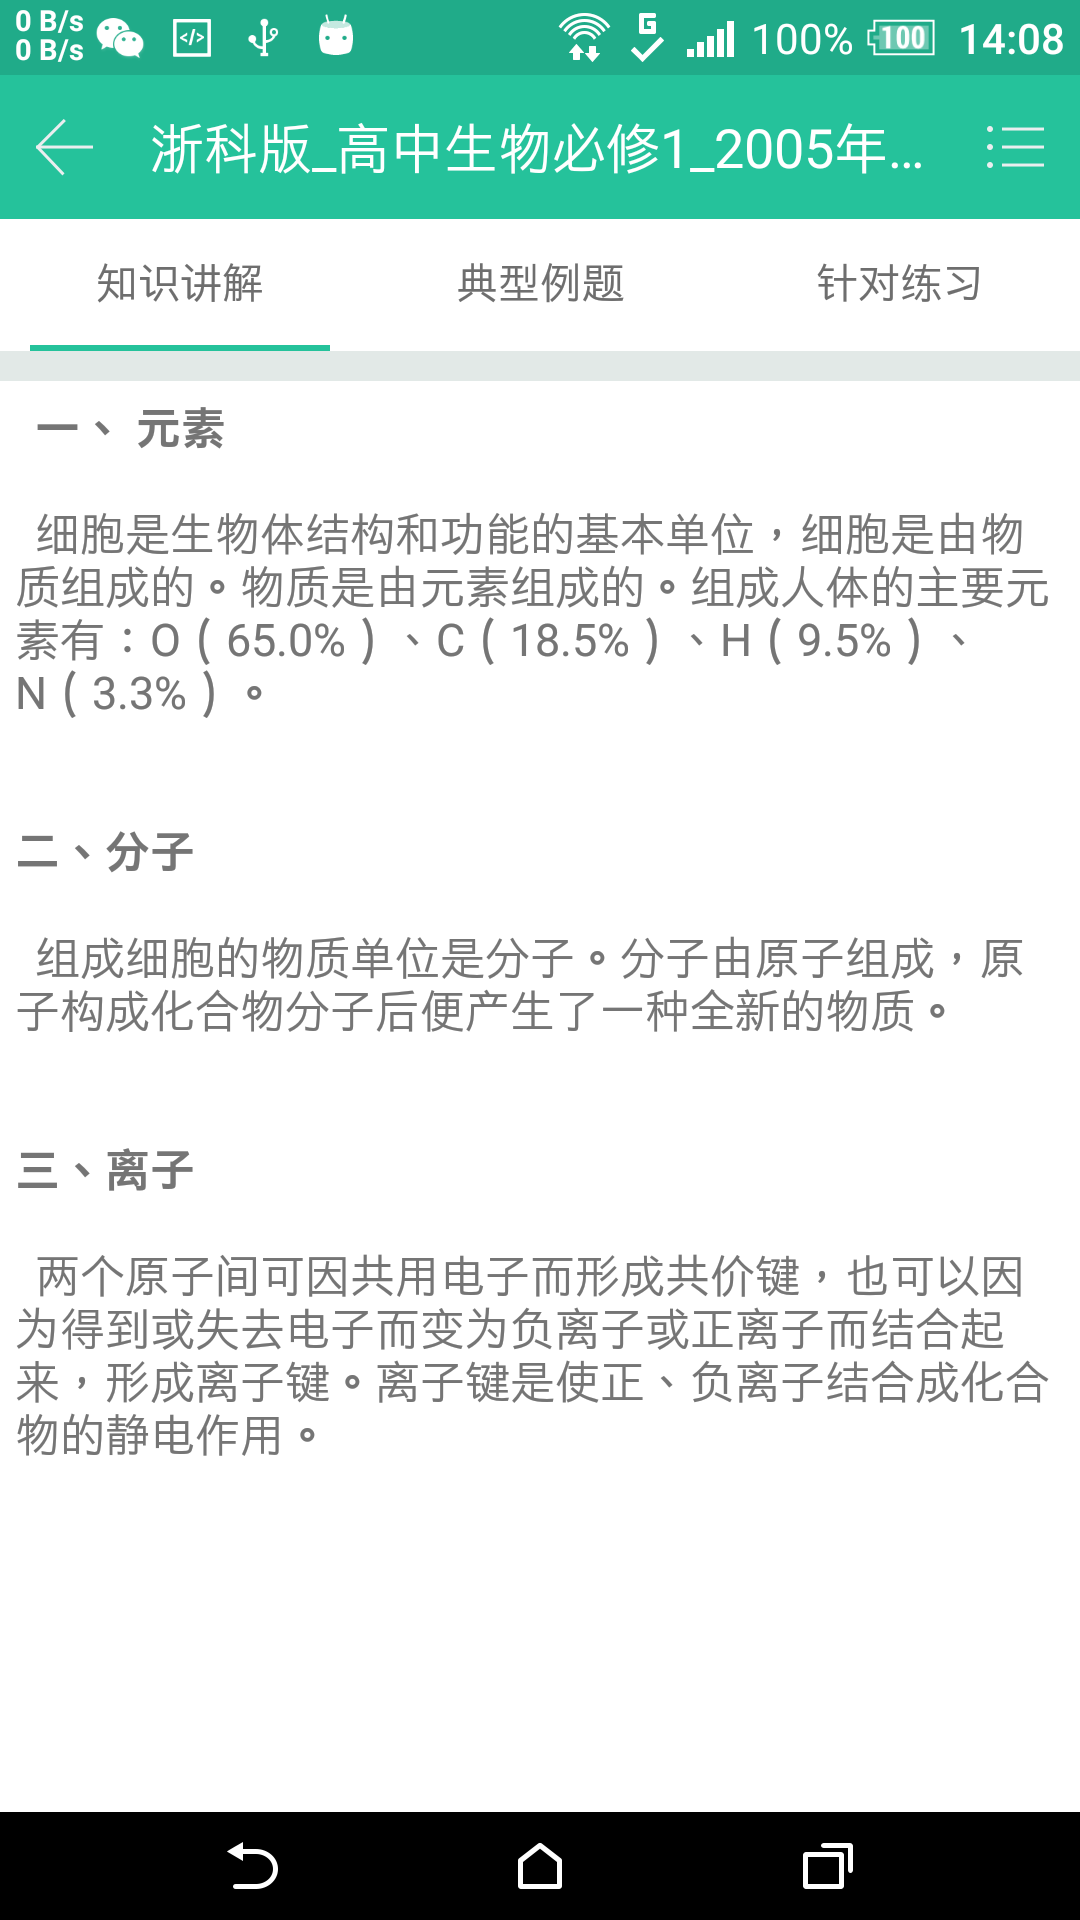 0 B/s
0 B/s
100%
100
14:08
浙科版_高中生物必修1_2005年...
知识讲解
典型例题
针对练习
一、 元素
细胞是生物体结构和功能的基本单位，细胞是由物
质组成的。物质是由元素组成的。组成人体的主要元
素有：O（65.0%）、C（18.5%）、H（9.5%）、
N（3.3%）。
二、分子
组成细胞的物质单位是分子。分子由原子组成，原
子构成化合物分子后便产生了一种全新的物质。
三、离子
两个原子间可因共用电子而形成共价键，也可以因
为得到或失去电子而变为负离子或正离子而结合起
来，形成离子键。离子键是使正、负离子结合成化合
物的静电作用。